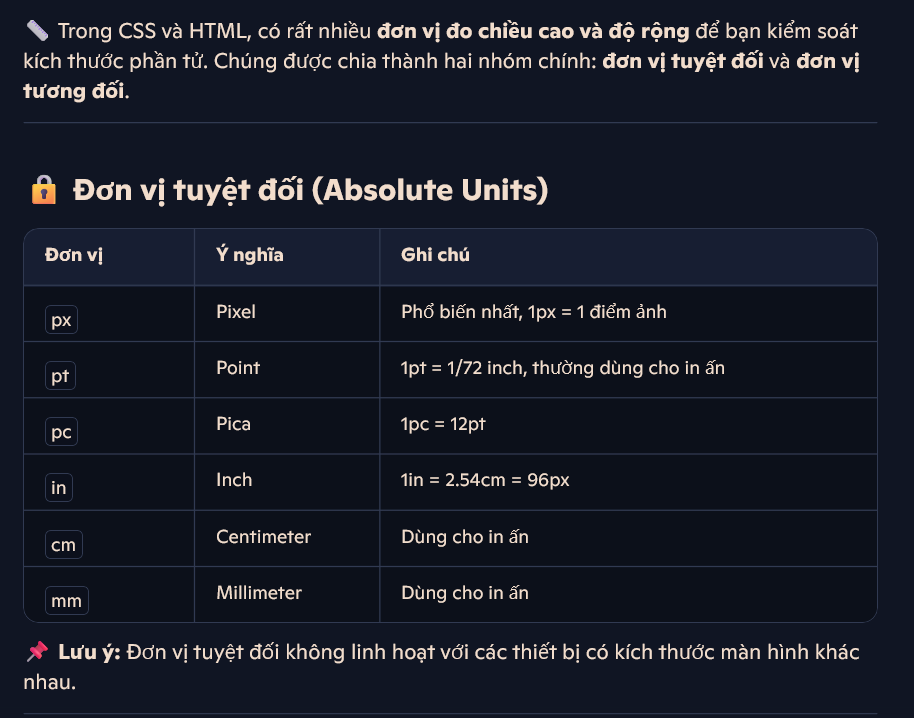 Trong CSS và HTML, có rất nhiều đơn vị đo chiều cao và độ rộng để bạn kiểm soát
kích thước phần tử. Chúng được chia thành hai nhóm chính: đơn vị tuyệt đối và đơn vị
tương đối.
Đơn vị tuyệt đối (Absolute Units)
Đơn vị Ý nghĩa Ghi chú
px Pixel Phổ biến nhất, 1px = 1 điểm ảnh
pt Point 1pt = 1/72 inch, thường dùng cho in ấn
pc Pica 1pc = 12pt
in Inch 1in = 2.54cm = 96px
cm Centimeter Dùng cho in ấn
mm Millimeter Dùng cho in ấn
Lưu ý: Đơn vị tuyệt đối không linh hoạt với các thiết bị có kích thước màn hình khác
nhau.